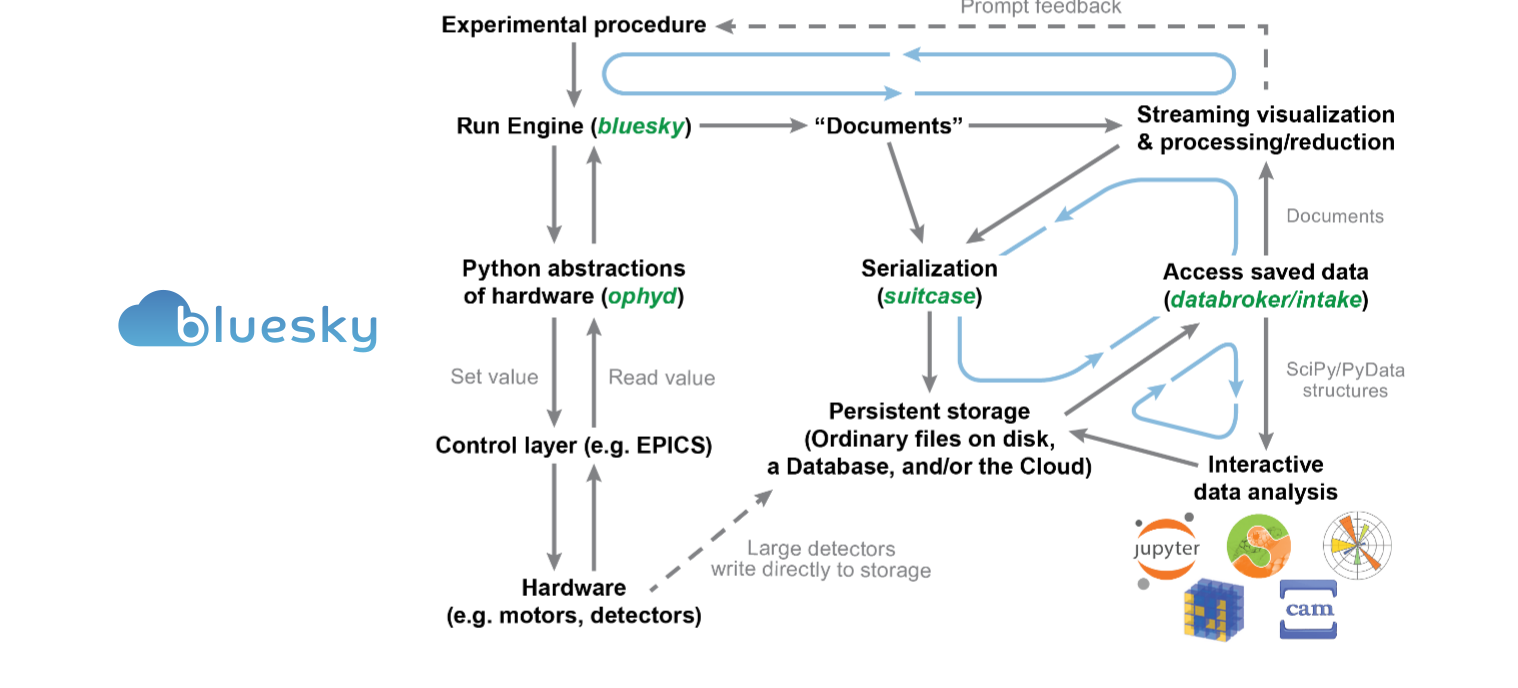 Prompt feedback
Experimental procedure
Run Engine (bluesky)
“Documents”
Streaming visualization
& processing/reduction
Documents
Python abstractions
of hardware (ophyd)
Serialization
(suitcase)
Access saved data
(databroker/intake)
bluesky
Set value
Read value
SciPy/PyData
structures
Persistent storage
(Ordinary files on disk,
a Database, and/or the Cloud)
Control layer (e.g. EPICS)
Interactive
data analysis
Large detectors
write directly to storage
Hardware
(e.g. motors, detectors)
jupyter
cam